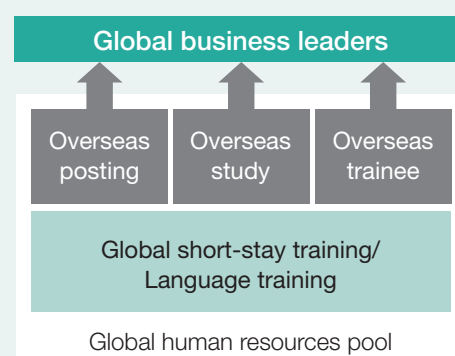 Global business leaders
Overseas
posting
Overseas
study
Overseas
trainee
Global short-stay training/
Language training
Global human resources pool